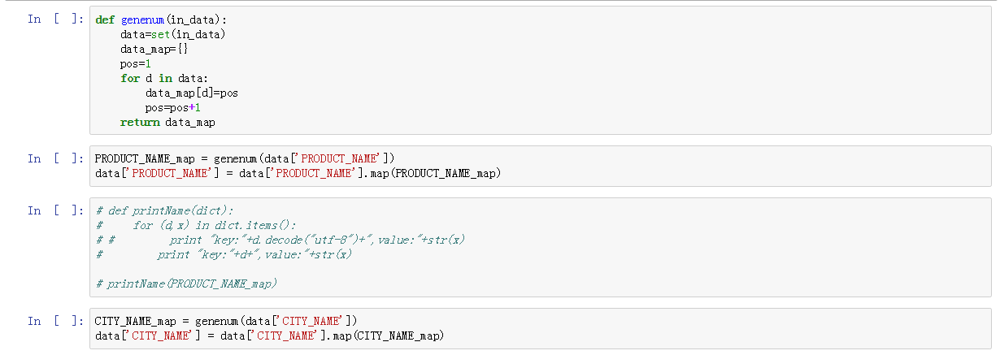 In [ ]: def genenum(in_data):
    data=set(in_data)
    data_map={}
    pos=1
    for d in data:
        data_map[d]=pos
        pos=pos+1
    return data_map
In [ ]: PRODUCT_NAME_map = genenum(data['PRODUCT_NAME'])
data['PRODUCT_NAME'] = data['PRODUCT_NAME'].map(PRODUCT_NAME_map)
In [ ]: # def printName(dict):
#     for (d,x) in dict.items():
# #         print "key:"+d.decode("utf-8")+",value:"+str(x)
#         print "key:"+d+",value:"+str(x)
# printName(PRODUCT_NAME_map)
In [ ]: CITY_NAME_map = genenum(data['CITY_NAME'])
data['CITY_NAME'] = data['CITY_NAME'].map(CITY_NAME_map)